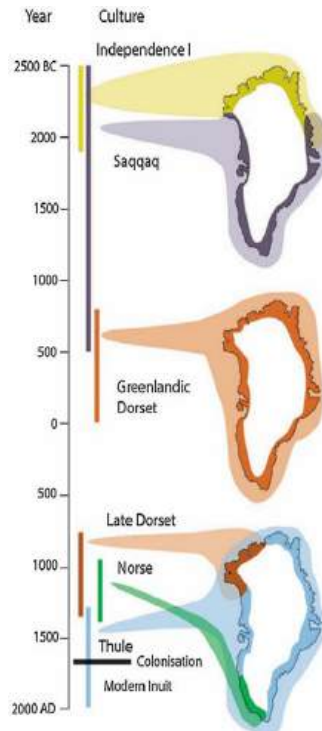 Year Culture
Independence I
2500 BC
2000
Saqqaq
1500
1000
500
Greenlandic
Dorset
0
500
Late Dorset
1000
Norse
1500
Thule
Colonisation
Modern Inuit
2000 AD